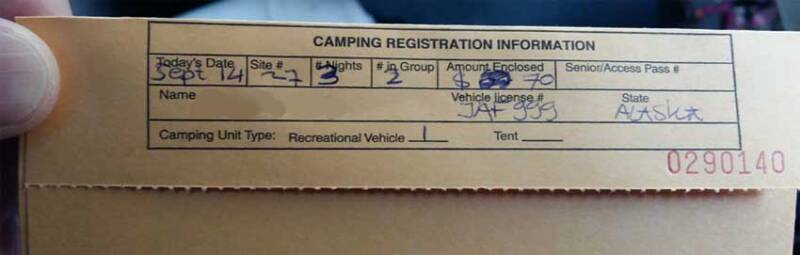 CAMPING REGISTRATION INFORMATION
Today's Date Site # # Nights # in Group Amount Enclosed Senior/Access Pass #
Sept 14 27 3 2 $ 70
Name Vehicle license # State
999 ALASKA
Camping Unit Type: Recreational Vehicle 1 Tent
0290140